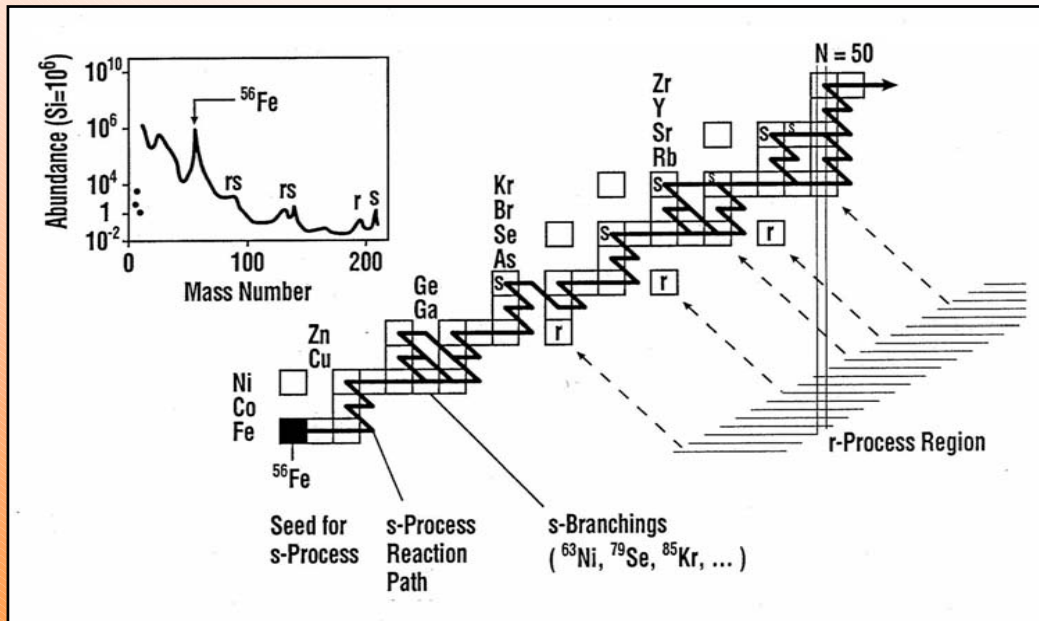 Abundance (Si=10⁶)
10¹⁰
10⁶
10⁴
1
10⁻²
⁵⁶Fe
rs
rs
r s
0
100
200
Mass Number
N = 50
Zr
Y
Sr
Rb
Kr
Br
Se
As
Ge
Ga
Zn
Cu
Ni
Co
Fe
S
S
S
S
S
S
r
r
r
⁵⁶Fe
Seed for
s-Process
s-Process
Reaction
Path
s-Branchings
( ⁶³Ni, ⁷⁹Se, ⁸⁵Kr, ... )
r-Process Region